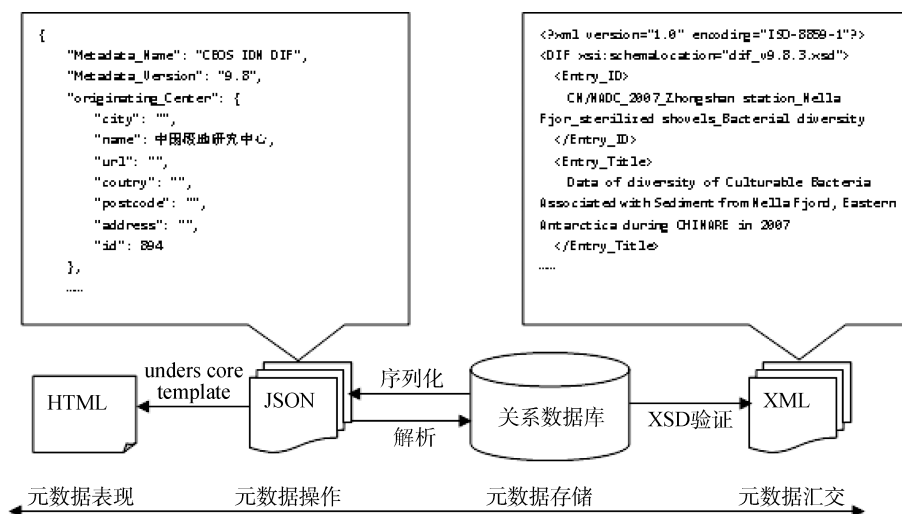 {
"Metadata_Name": "CEOS IDN DIF",
"Metadata_Version": "9.8",
"originating_Center": {
"city": "",
"name": 中国极地研究中心,
"url": "",
"coutry": "",
"postcode": "",
"address": "",
"id": 894
},
……
<?xml version="1.0" encoding="ISO-8859-1"?>
<DIF xsi:schemaLocation="dif_v9.8.3.xsd">
<Entry_ID>
CN/NADC_2007_Zhongshan station_Nella
Fjor_sterilized shovels_Bacterial diversity
</Entry_ID>
<Entry_Title>
Data of diversity of Culturable Bacteria
Associated with Sediment from Nella Fjord, Eastern
Antarctica during CHINARE in 2007
</Entry_Title>
……
HTML
unders core
template
JSON
序列化
解析
关系数据库
XSD验证
XML
元数据表现
元数据操作
元数据存储
元数据汇交